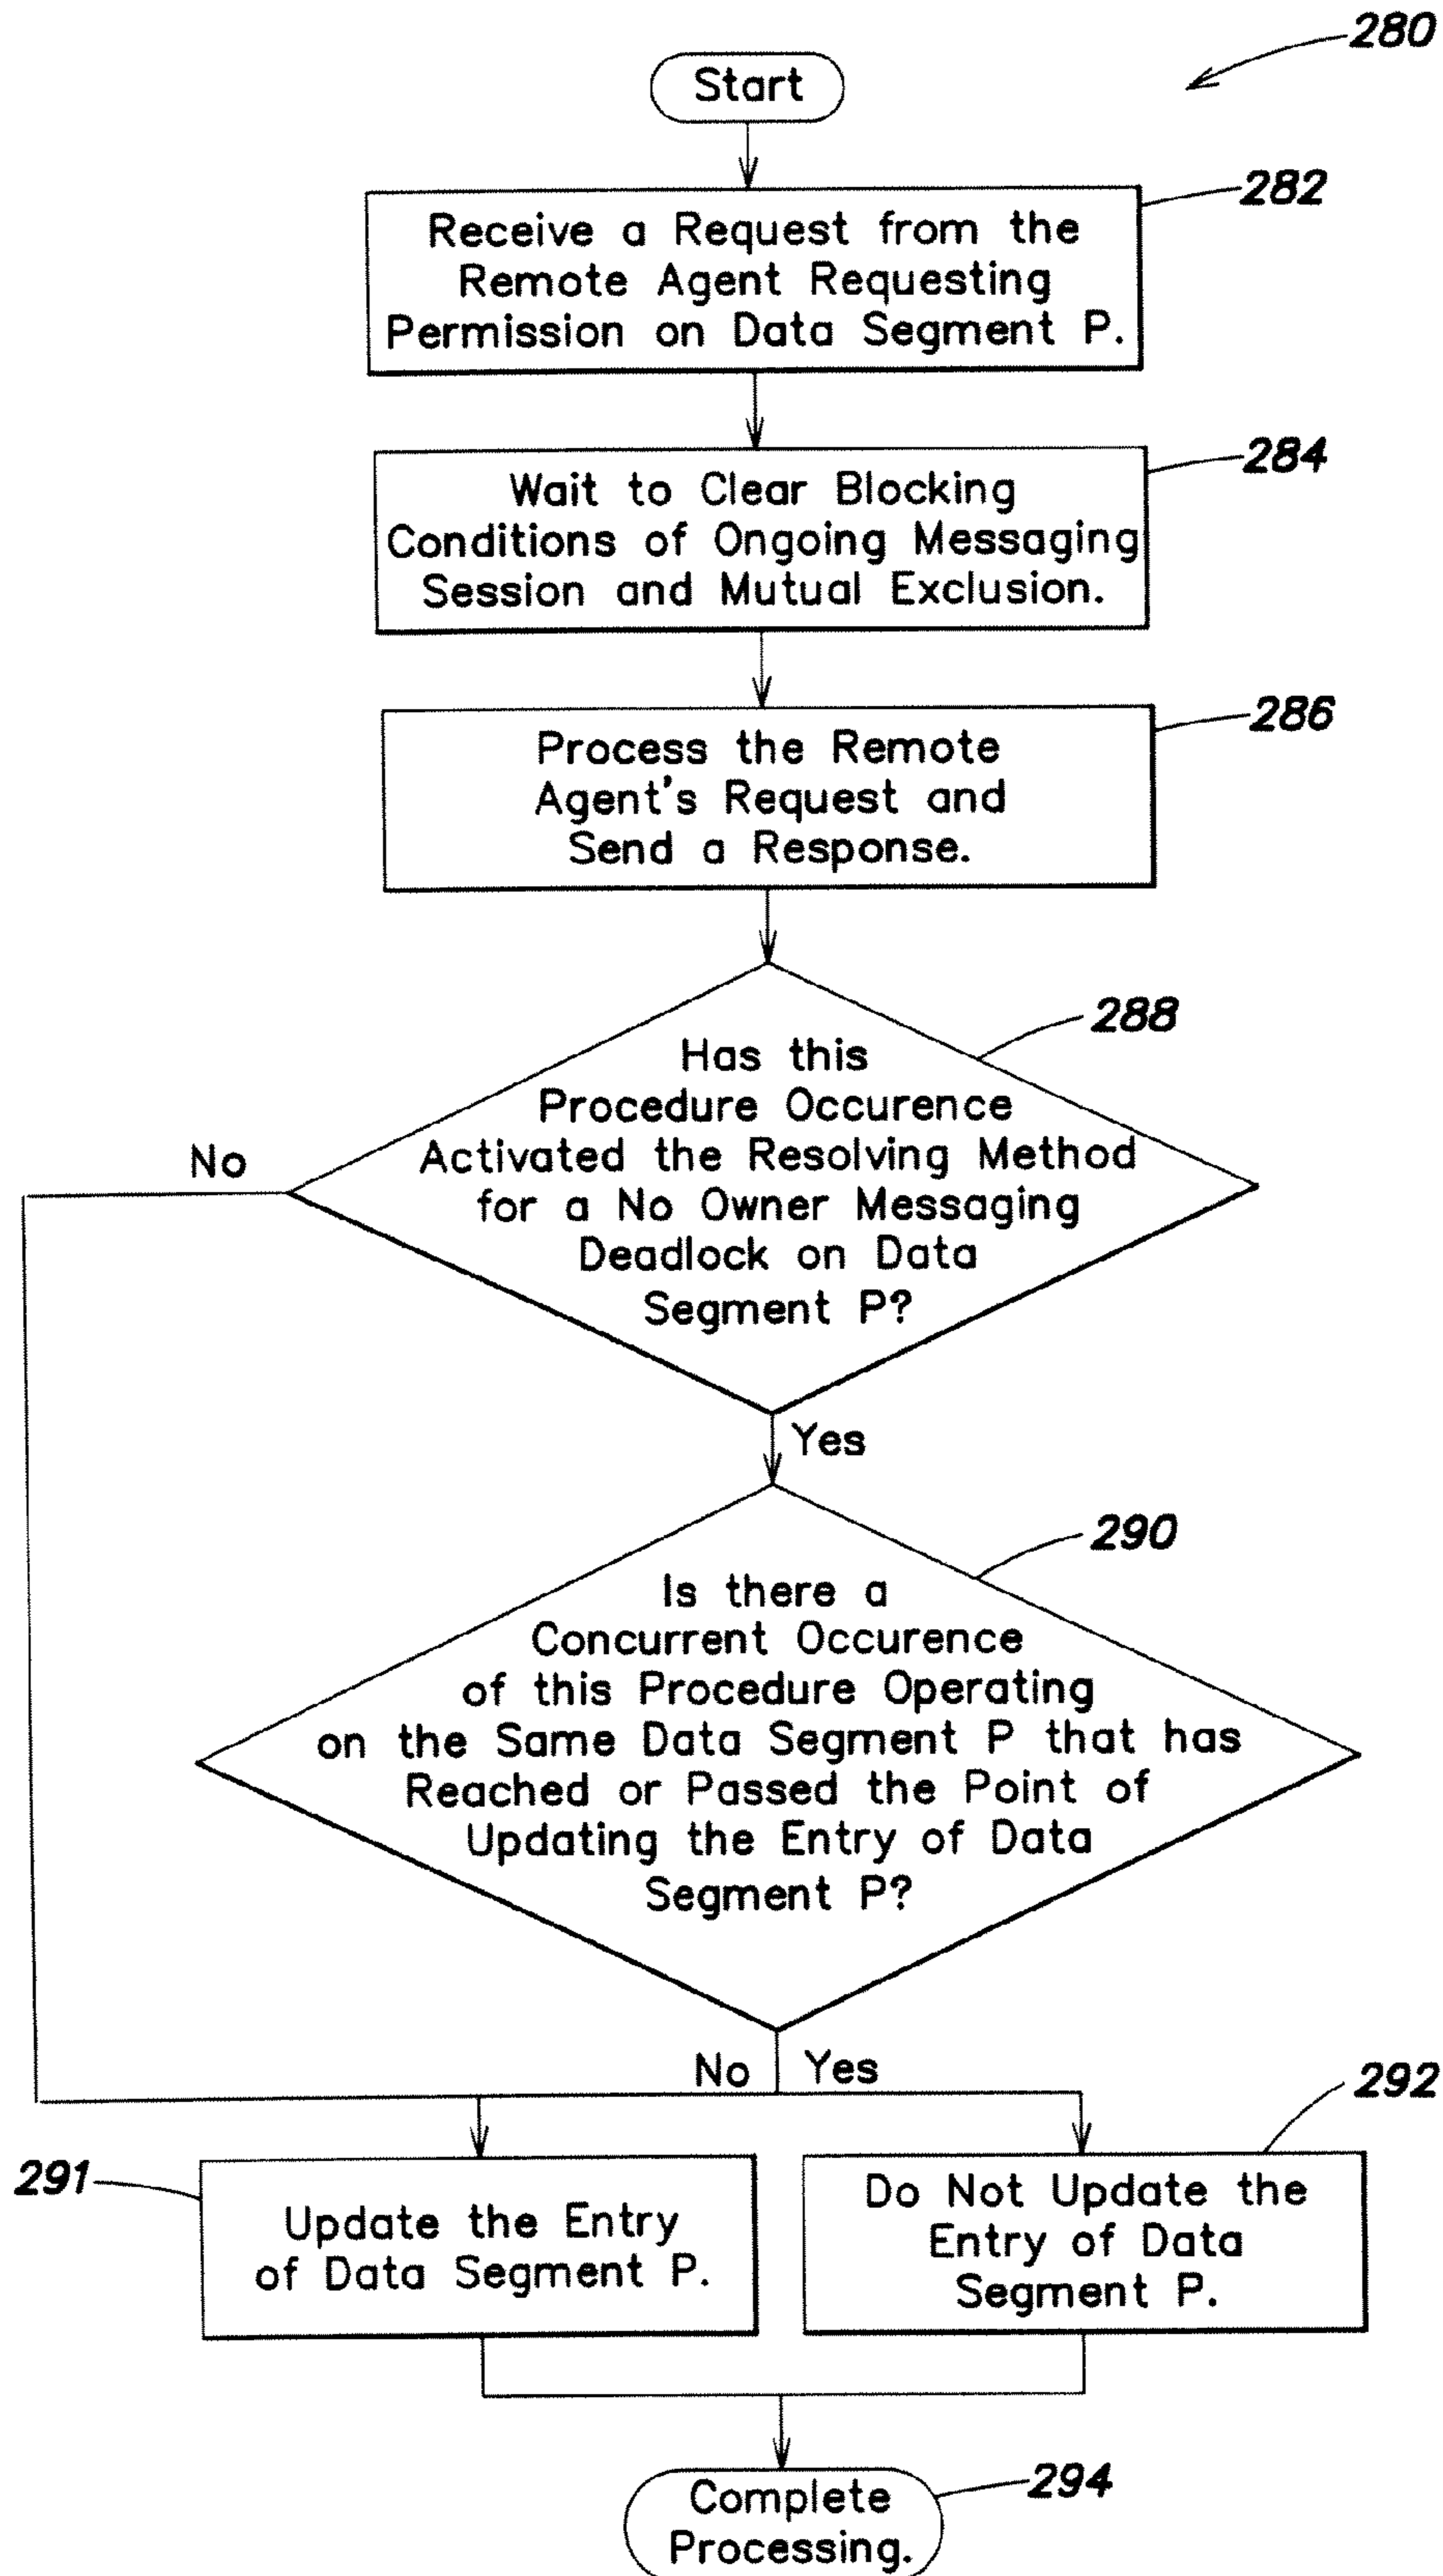 280
Start
282
Receive a Request from the
Remote Agent Requesting
Permission on Data Segment P.
284
Wait to Clear Blocking
Conditions of Ongoing Messaging
Session and Mutual Exclusion.
286
Process the Remote
Agent's Request and
Send a Response.
288
Has this
Procedure Occurence
Activated the Resolving Method
for a No Owner Messaging
Deadlock on Data
Segment P?
No
Yes
290
Is there a
Concurrent Occurence
of this Procedure Operating
on the Same Data Segment P that has
Reached or Passed the Point of
Updating the Entry of Data
Segment P?
No Yes
291
Update the Entry
of Data Segment P.
292
Do Not Update the
Entry of Data
Segment P.
294
Complete
Processing.